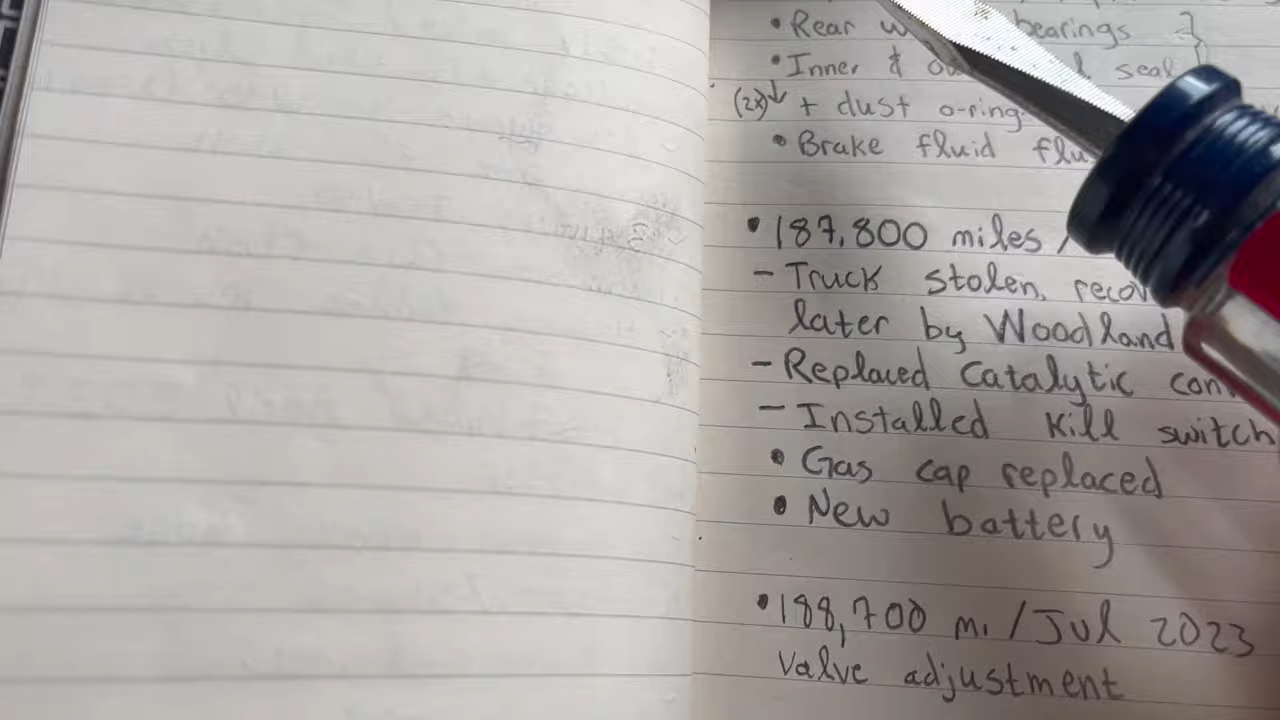 • Rear bearings }
• Inner & seal
(2x)↓ + dust o-ring
• Brake fluid
• 187,800 miles /
- Truck stolen,
later by Woodland
- Replaced Catalytic
- Installed Kill switch
• Gas cap replaced
• New battery
• 188,700 mi / Jul 2023
Valve adjustment